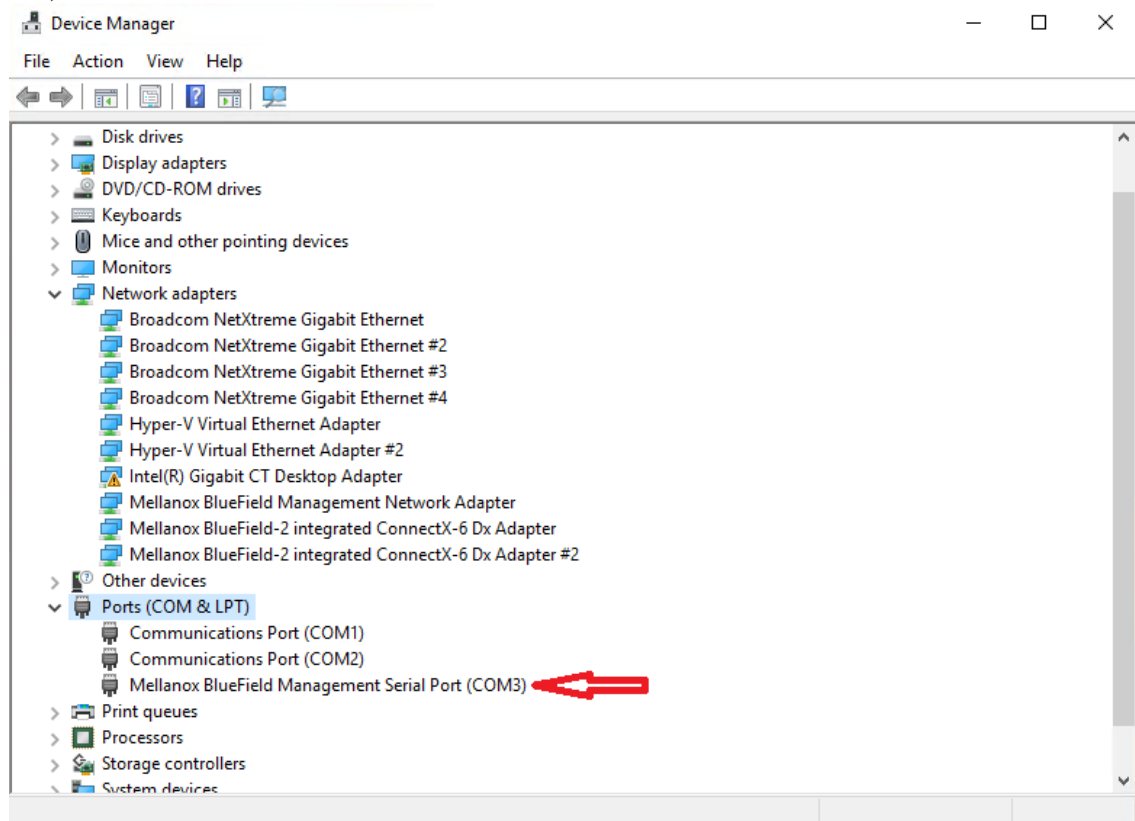 Device Manager
File Action View Help
Disk drives
Display adapters
DVD/CD-ROM drives
Keyboards
Mice and other pointing devices
Monitors
Network adapters
Broadcom NetXtreme Gigabit Ethernet
Broadcom NetXtreme Gigabit Ethernet #2
Broadcom NetXtreme Gigabit Ethernet #3
Broadcom NetXtreme Gigabit Ethernet #4
Hyper-V Virtual Ethernet Adapter
Hyper-V Virtual Ethernet Adapter #2
Intel(R) Gigabit CT Desktop Adapter
Mellanox BlueField Management Network Adapter
Mellanox BlueField-2 integrated ConnectX-6 Dx Adapter
Mellanox BlueField-2 integrated ConnectX-6 Dx Adapter #2
Other devices
Ports (COM & LPT)
Communications Port (COM1)
Communications Port (COM2)
Mellanox BlueField Management Serial Port (COM3)
Print queues
Processors
Storage controllers
System devices